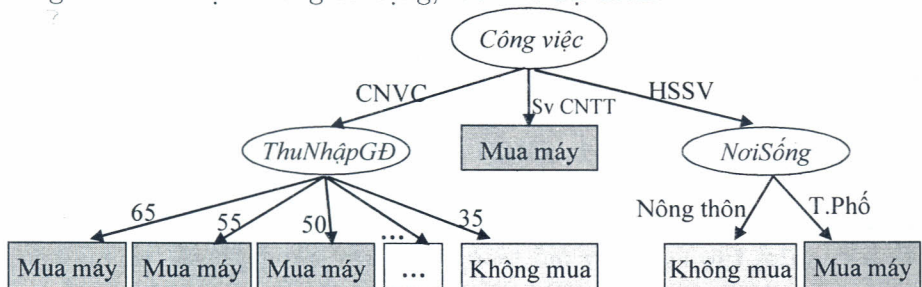 Công việc
CNVC
Sv CNTT
HSSV
ThuNhậpGĐ
Mua máy
NơiSống
65
55
50
...
35
Nông thôn
T.Phố
Mua máy
Mua máy
Mua máy
...
Không mua
Không mua
Mua máy